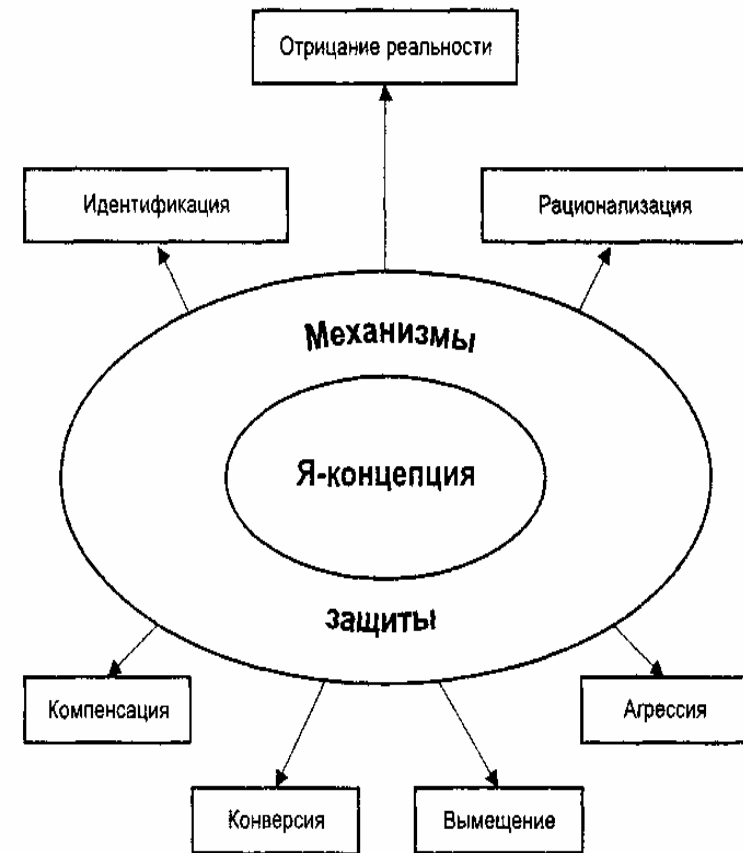 Отрицание реальности
Идентификация
Рационализация
Механизмы
Я-концепция
защиты
Компенсация
Агрессия
Конверсия
Вымещение